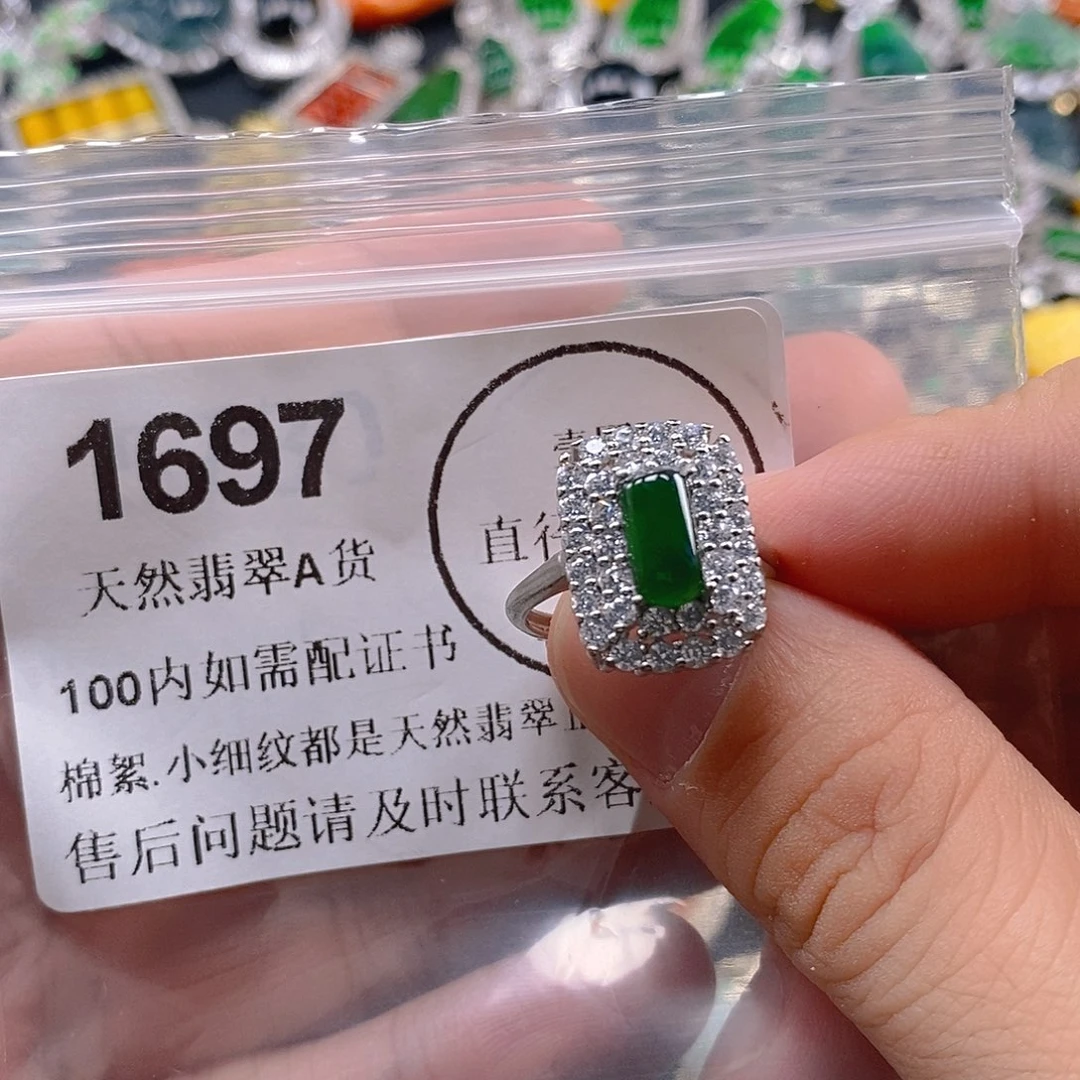 1697
直径
天然翡翠A货
100内如需配证书
棉絮.小细纹都是天然翡翠
售后问题请及时联系客